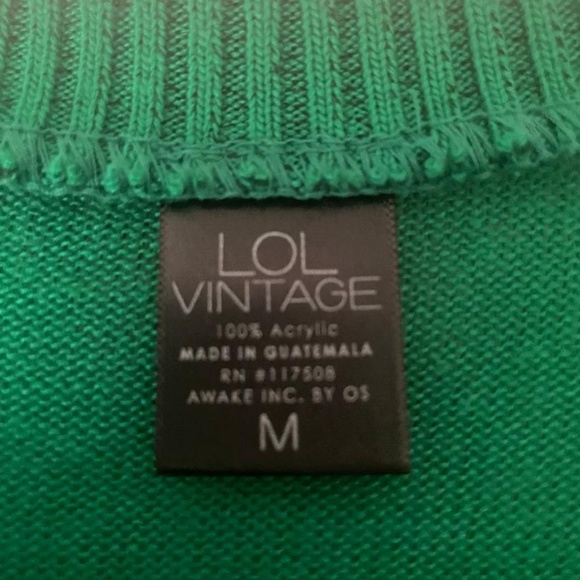 LOL
VINTAGE
100% Acrylic
MADE IN GUATEMALA
RN #117508
AWAKE INC. BY OS
M